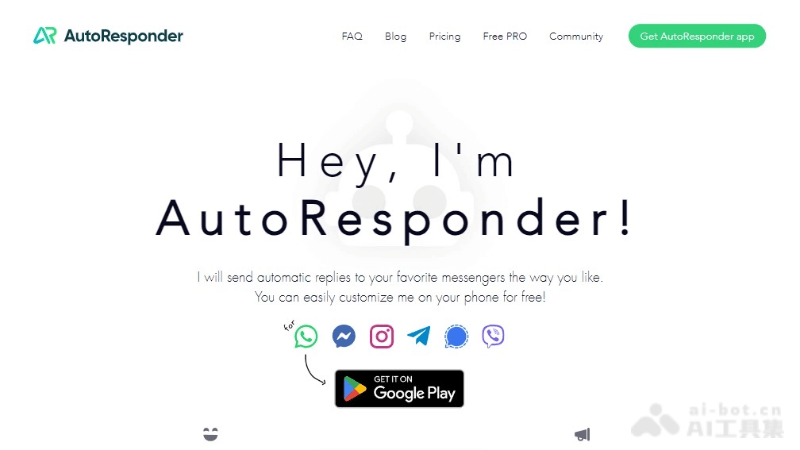 AutoResponder
FAQ
Blog
Pricing
Free PRO
Community
Get AutoResponder app
Hey, I'm
AutoResponder!
I will send automatic replies to your favorite messengers the way you like.
You can easily customize me on your phone for free!
for
GET IT ON
Google Play
ai-bot.cn
AI工具集